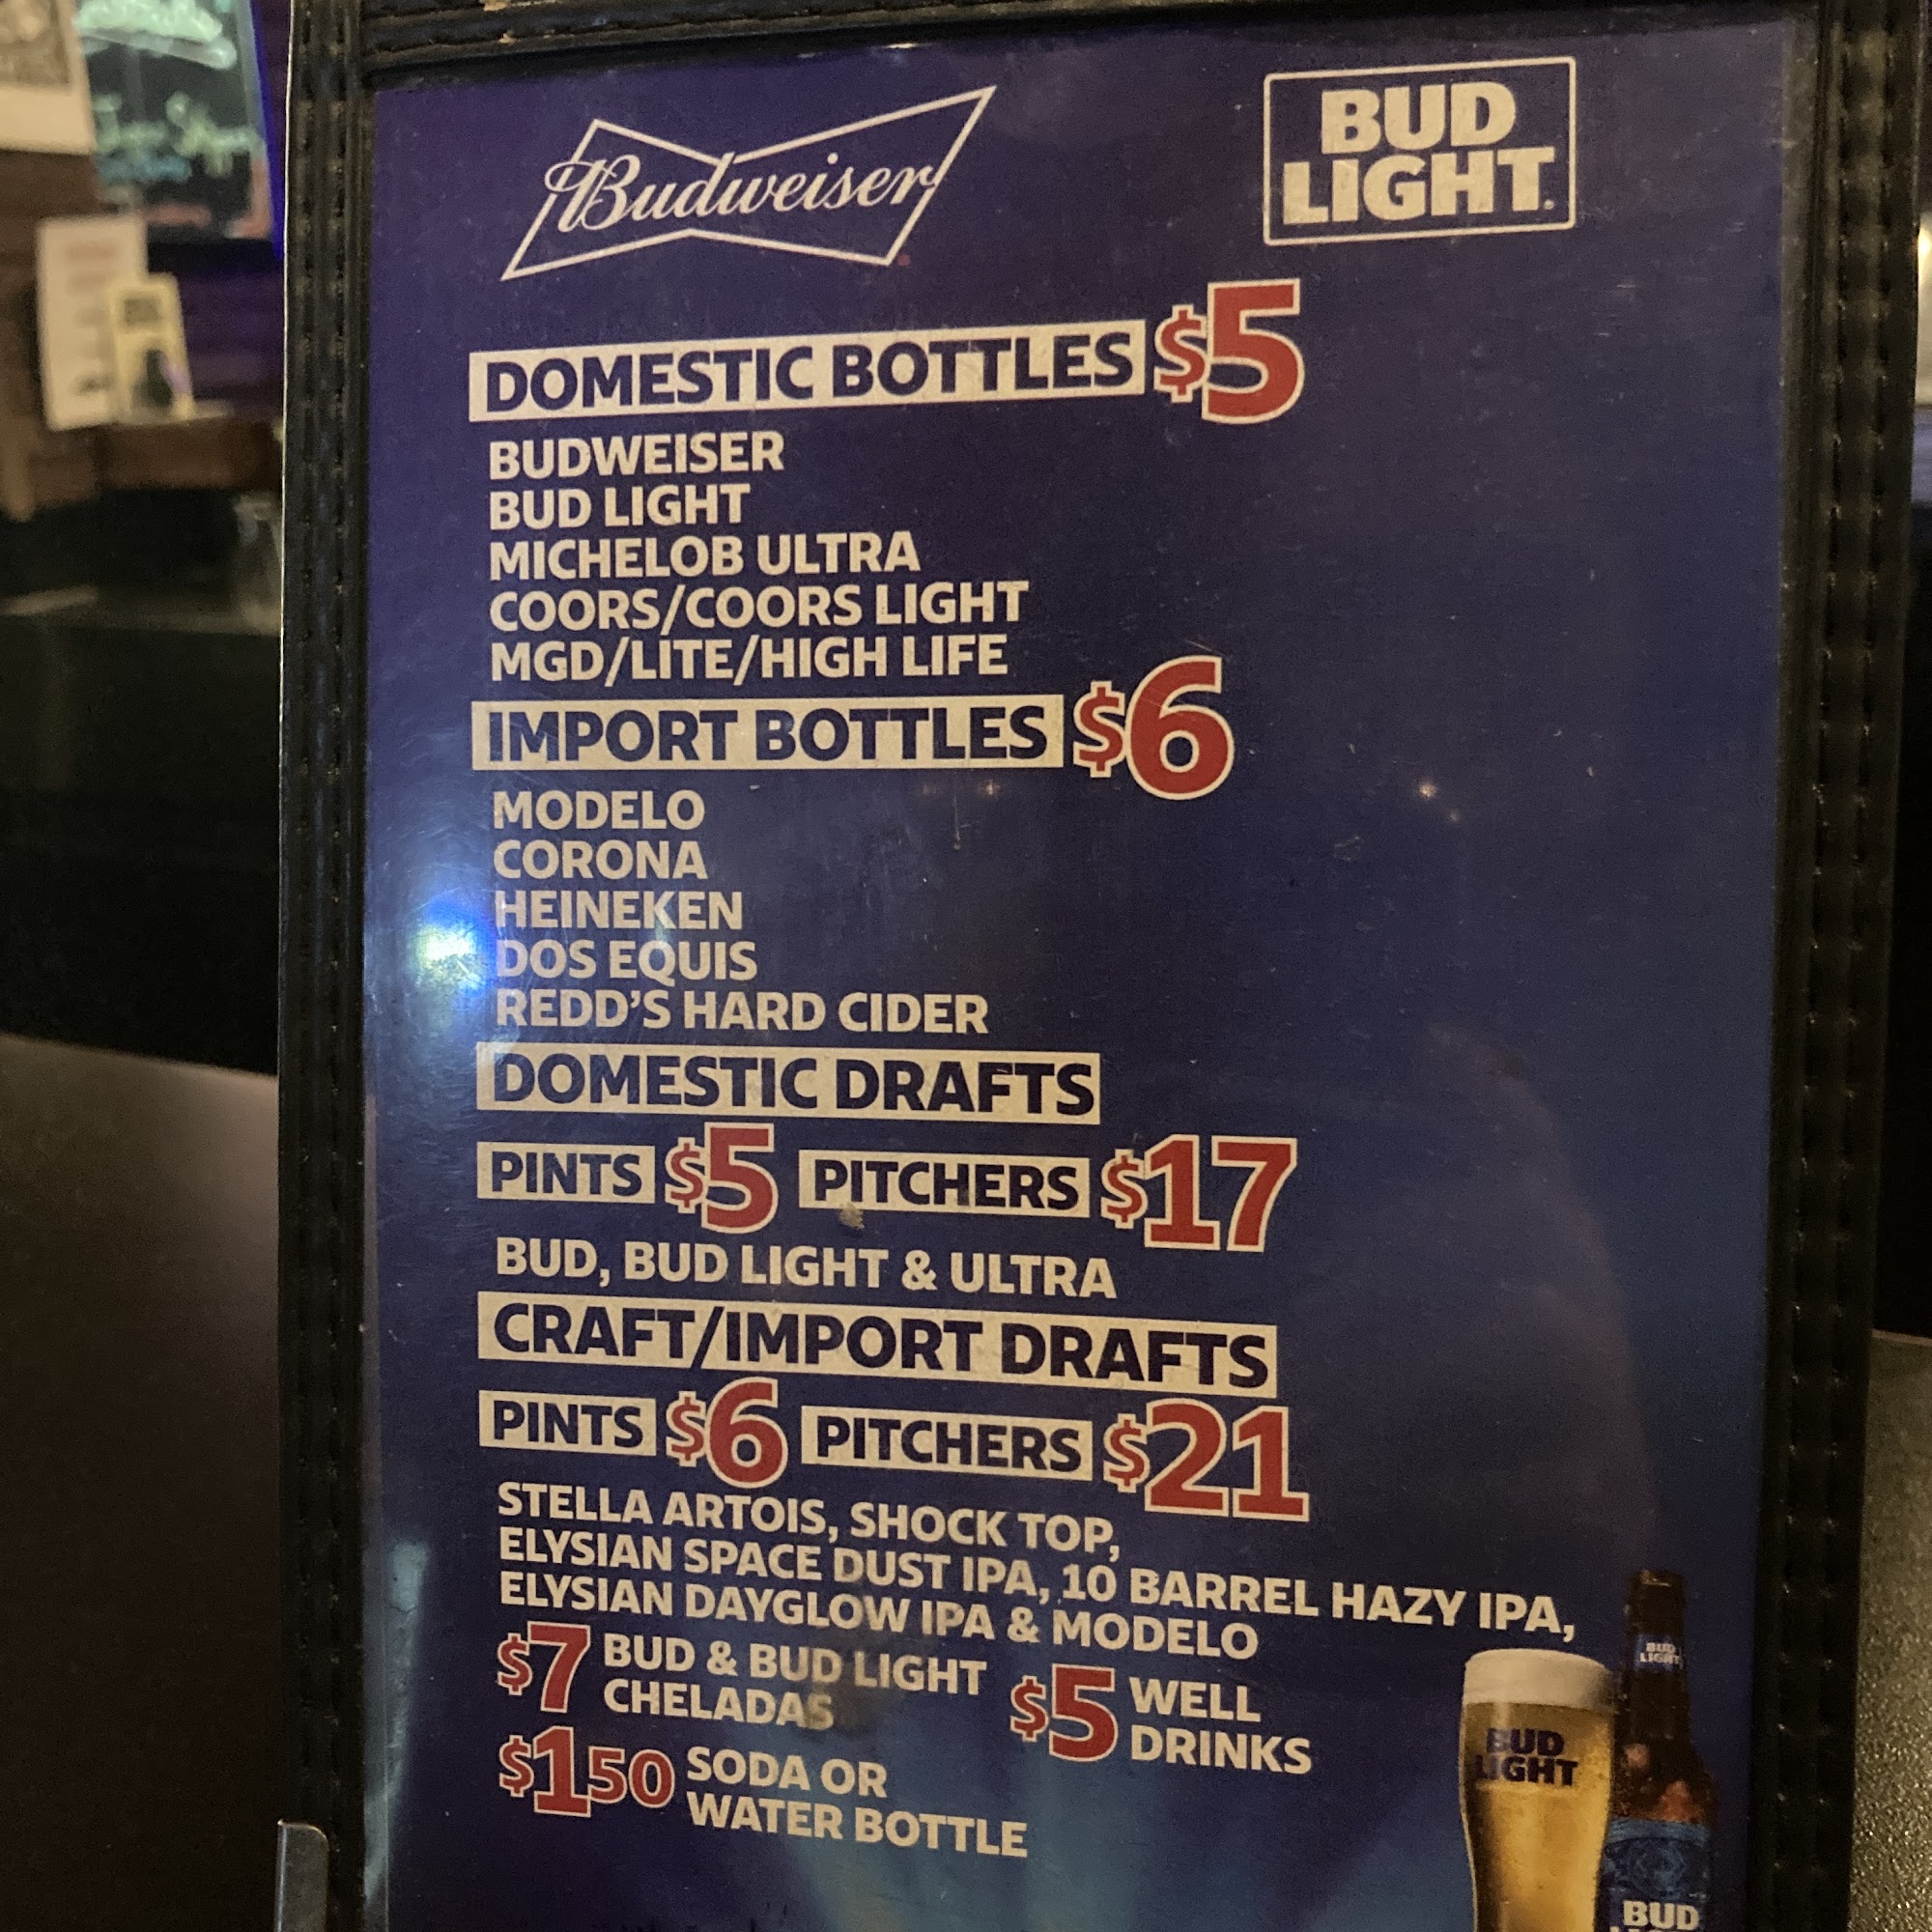 Budweiser
BUD
LIGHT.
DOMESTIC BOTTLES $5
BUDWEISER
BUD LIGHT
MICHELOB ULTRA
COORS/COORS LIGHT
MGD/LITE/HIGH LIFE
IMPORT BOTTLES $6
MODELO
CORONA
HEINEKEN
DOS EQUIS
REDD'S HARD CIDER
DOMESTIC DRAFTS
PINTS $5 PITCHERS $17
BUD, BUD LIGHT & ULTRA
CRAFT/IMPORT DRAFTS
PINTS $6 PITCHERS $21
STELLA ARTOIS, SHOCK TOP,
ELYSIAN SPACE DUST IPA, 10 BARREL HAZY IPA,
ELYSIAN DAYGLOW IPA & MODELO
$7 BUD & BUD LIGHT
CHELADAS
$5 WELL
DRINKS
$150 SODA OR
WATER BOTTLE
BUD
LIGHT
BUD
LIGHT
BUD